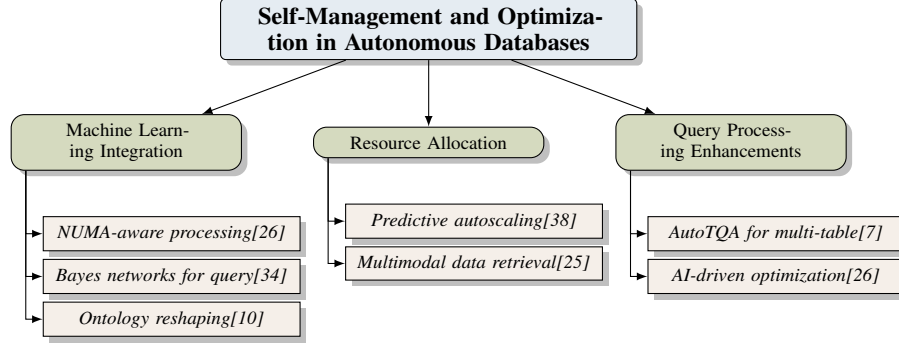 Self-Management and Optimiza-
tion in Autonomous Databases
Machine Learn-
ing Integration
Resource Allocation
Query Process-
ing Enhancements
NUMA-aware processing[26]
Bayes networks for query[34]
Ontology reshaping[10]
Predictive autoscaling[38]
Multimodal data retrieval[25]
AutoTQA for multi-table[7]
AI-driven optimization[26]